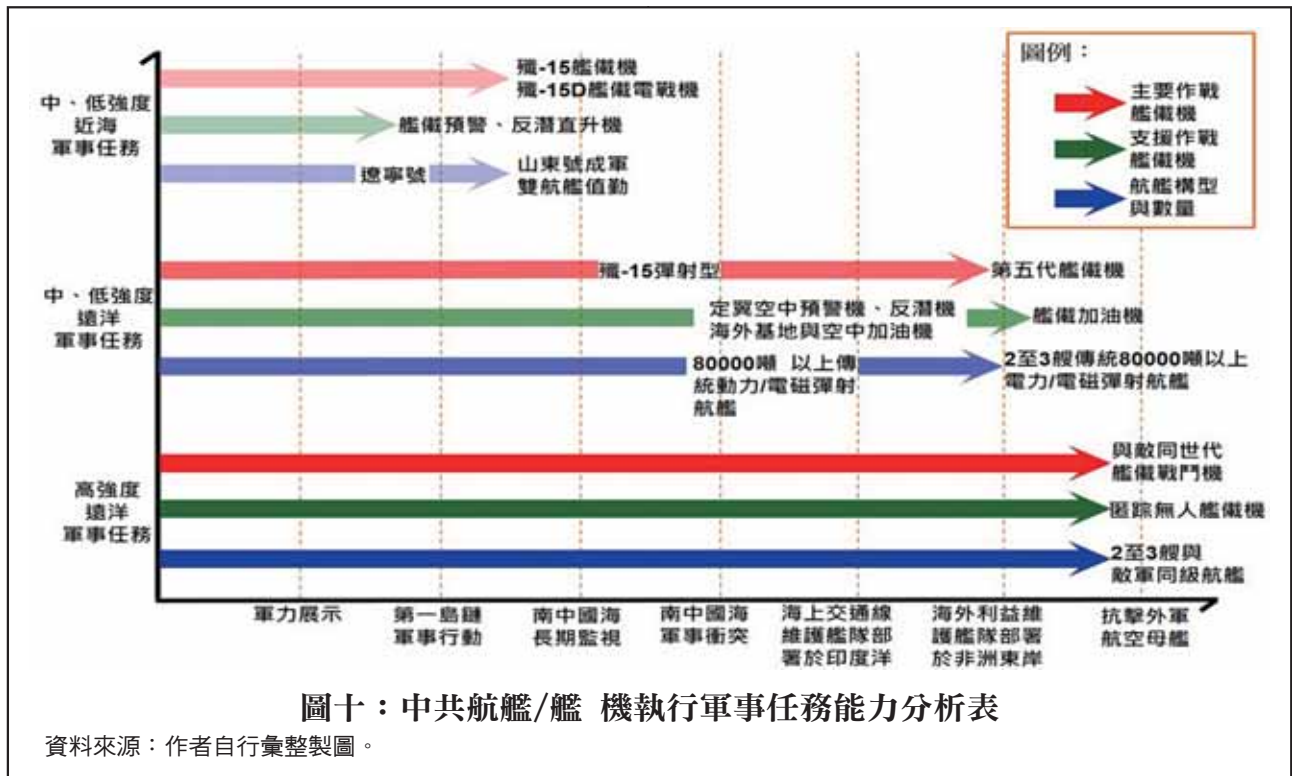 圖例：
主要作戰
艦儎機
支援作戰
艦儎機
航艦構型
與數量
中、低強度
近海
軍事任務
殲-15艦儎機
殲-15D艦儎電戰機
艦儎預警、反潛直升機
遼寧號
山東號成軍
雙航艦值勤
中、低強度
遠洋
軍事任務
殲-15彈射型
第五代艦儎機
定翼空中預警機、反潛機
海外基地與空中加油機
艦儎加油機
80000噸 以上傳
統動力/電磁彈射
航艦
2至3艘傳統80000噸以上
電力/電磁彈射航艦
高強度
遠洋
軍事任務
與敵同世代
艦儎戰鬥機
匿踪無人艦儎機
2至3艘與
敵軍同級航艦
軍力展示
第一島鏈
軍事行動
南中國海
長期監視
南中國海
軍事衝突
海上交通線
維護艦隊部
署於印度洋
海外利益維
護艦隊部署
於非洲東岸
抗擊外軍
航空母艦
圖十：中共航艦/艦 機執行軍事任務能力分析表
資料來源：作者自行彙整製圖。